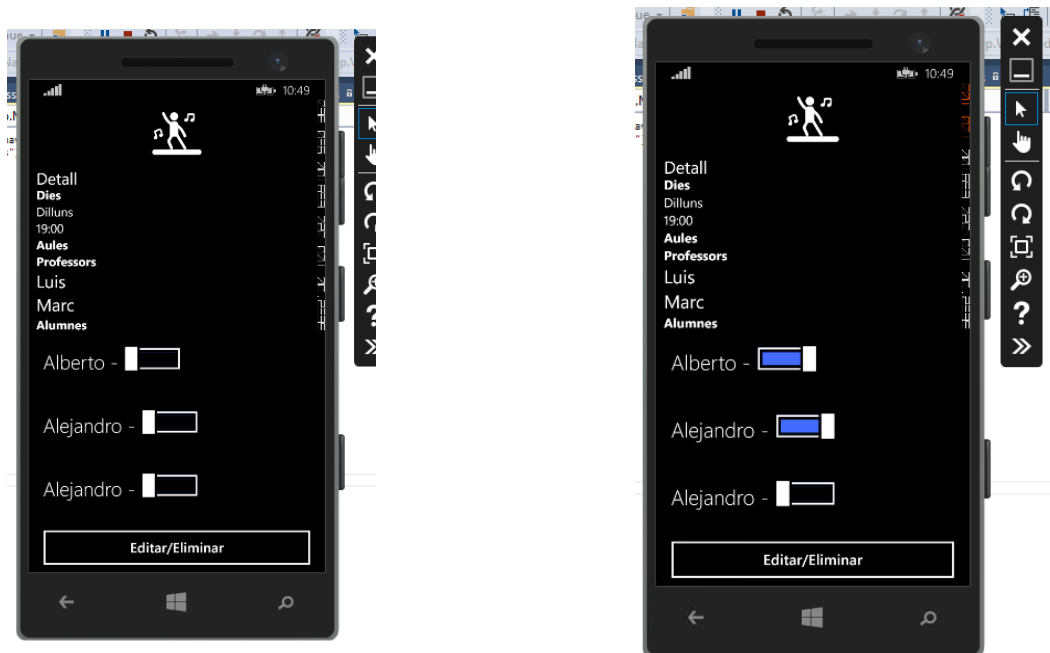 10:49
Detall
Dies
Dilluns
19:00
Aules
Professors
Luis
Marc
Alumnes
Alberto -
Alejandro -
Alejandro -
Editar/Eliminar
10:49
Detall
Dies
Dilluns
19:00
Aules
Professors
Luis
Marc
Alumnes
Alberto -
Alejandro -
Alejandro -
Editar/Eliminar